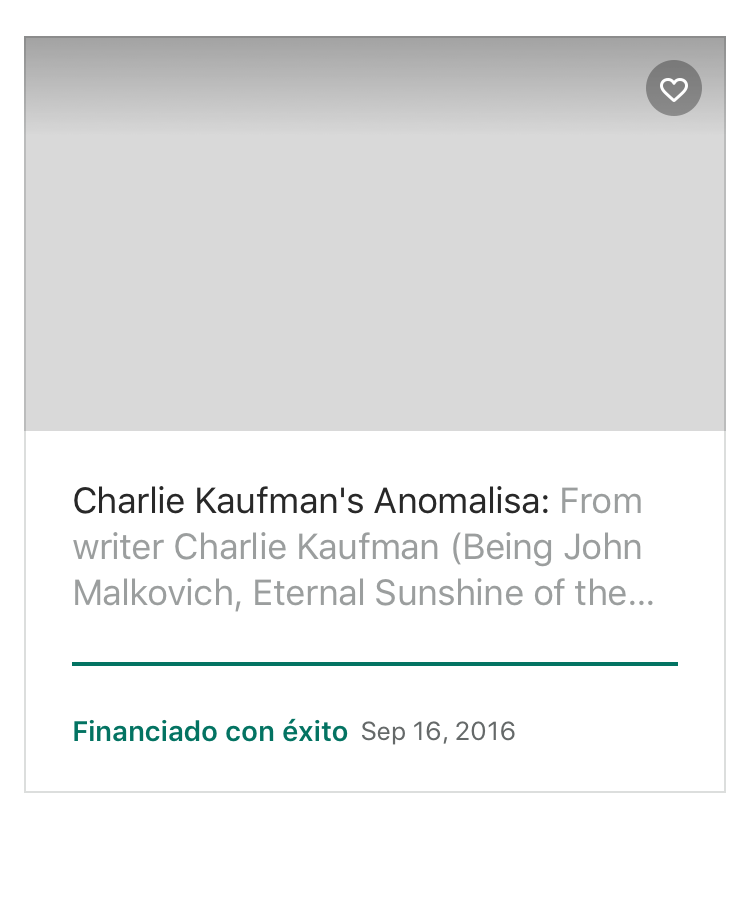 Charlie Kaufman's Anomalisa: From
writer Charlie Kaufman (Being John
Malkovich, Eternal Sunshine of the...
Financiado con éxito Sep 16, 2016